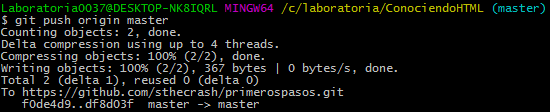 Laboratoria0037@DESKTOP-NK8IQRL MINGW64 /c/laboratoria/ConociendoHTML (master)
$ git push origin master
Counting objects: 2, done.
Delta compression using up to 4 threads.
Compressing objects: 100% (2/2), done.
Writing objects: 100% (2/2), 367 bytes | 0 bytes/s, done.
Total 2 (delta 1), reused 0 (delta 0)
To https://github.com/sthecrash/primerospasos.git
   f0de4d9..df8d03f  master -> master